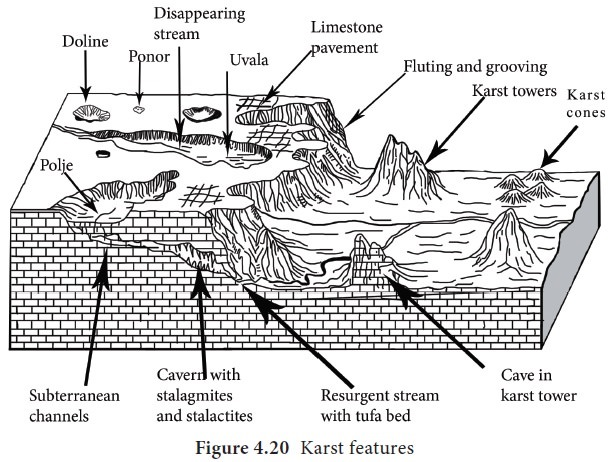 Disappearing
stream
Doline
Ponor
Uvala
Limestone
pavement
Fluting and grooving
Karst towers
Karst
cones
Polje
Subterranean
channels
Cavern with
stalagmites
and stalactites
Resurgent stream
with tufa bed
Cave in
karst tower
Figure 4.20 Karst features